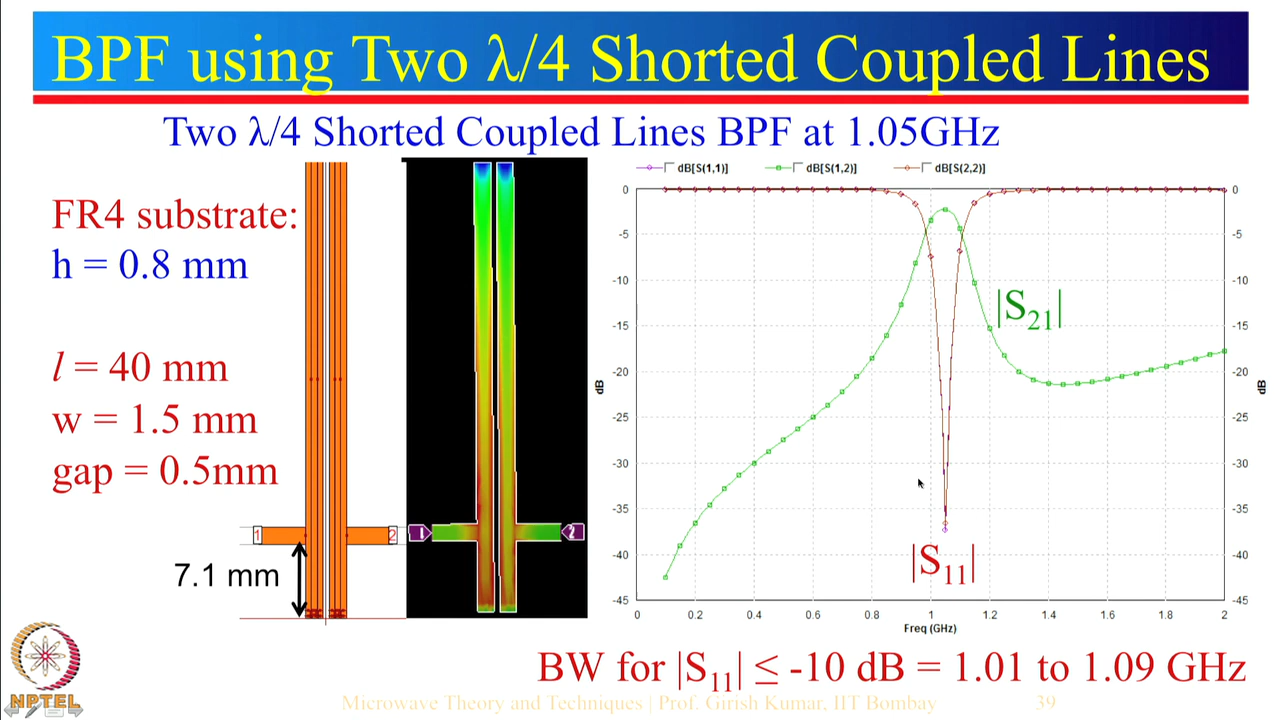 BPF using Two λ/4 Shorted Coupled Lines
Two λ/4 Shorted Coupled Lines BPF at 1.05GHz
FR4 substrate:
h = 0.8 mm
l = 40 mm
w = 1.5 mm
gap = 0.5mm
1
2
7.1 mm
1
2
dB[S(1,1)] dB[S(1,2)] dB[S(2,2)]
0 0
-5 -5
-10 -10
-15 -15
-20 -20
-25 -25
-30 -30
-35 -35
-40 -40
-45 -45
dB
dB
|S21|
|S11|
0 0.2 0.4 0.6 0.8 1 1.2 1.4 1.6 1.8 2
Freq (GHz)
BW for |S11| ≤ -10 dB = 1.01 to 1.09 GHz
NPTEL
Microwave Theory and Techniques | Prof. Girish Kumar, IIT Bombay 39